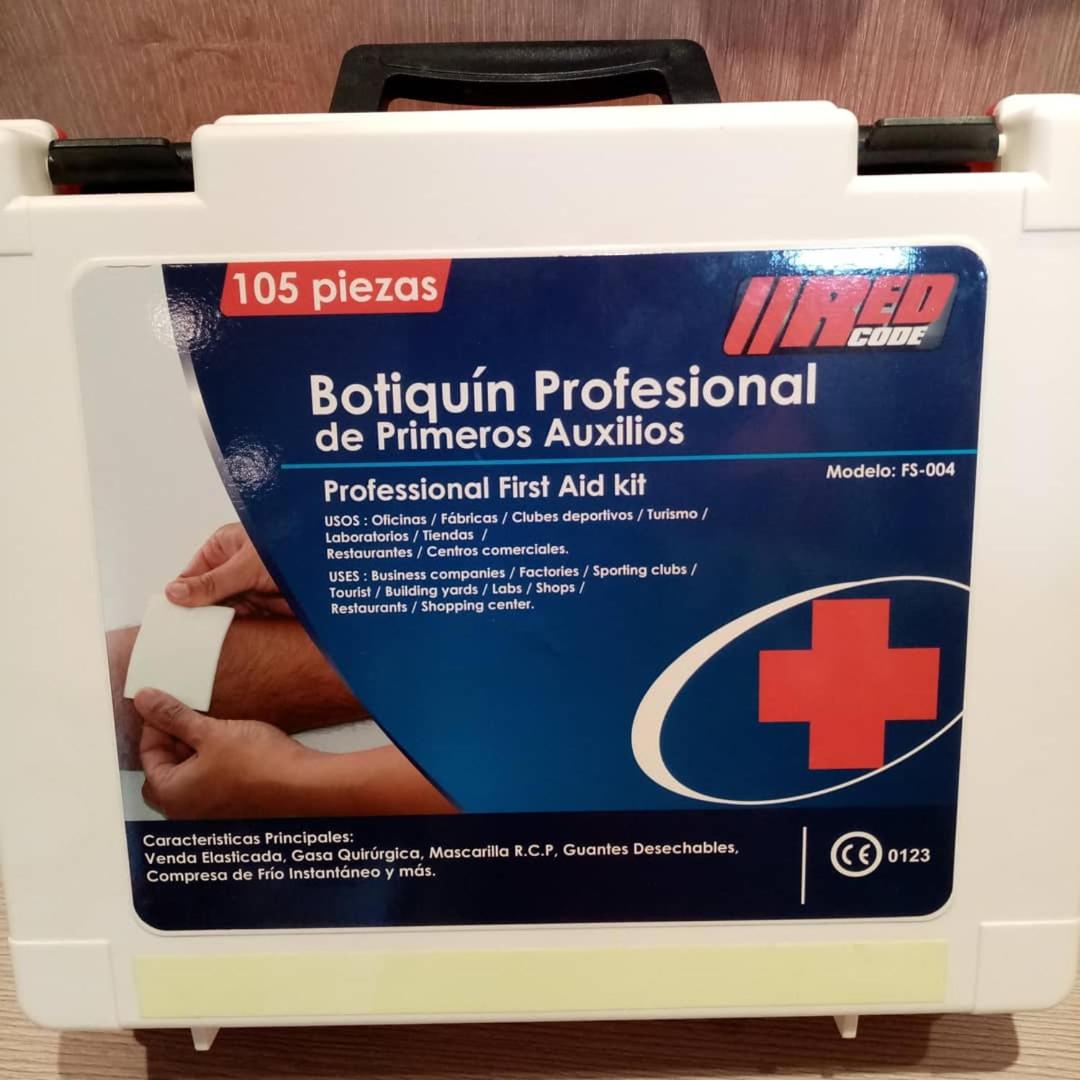 105 piezas
RED
CODE
Botiquín Profesional
de Primeros Auxilios
Modelo: FS-004
Professional First Aid kit
USOS : Oficinas / Fábricas / Clubes deportivos / Turismo /
Laboratorios / Tiendas /
Restaurantes / Centros comerciales.
USES : Business companies / Factories / Sporting clubs /
Tourist / Building yards / Labs / Shops /
Restaurants / Shopping center.
Caracteristicas Principales:
Venda Elasticada, Gasa Quirúrgica, Mascarilla R.C.P, Guantes Desechables,
Compresa de Frío Instantáneo y más.
CE 0123